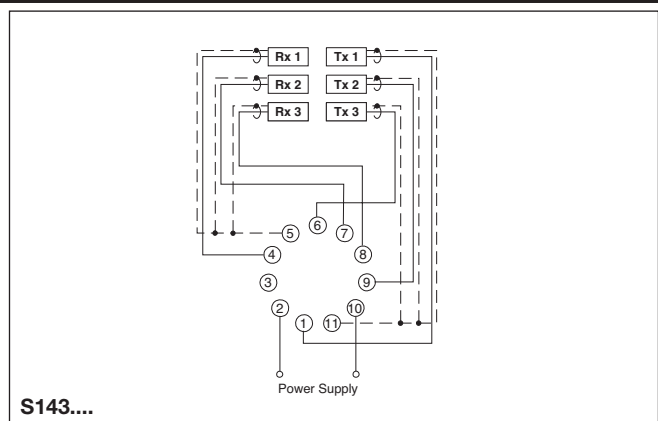 Rx 1 Tx 1
Rx 2 Tx 2
Rx 3 Tx 3
6
5 7
4 8
3 9
2 10
1 11
Power Supply
S143....